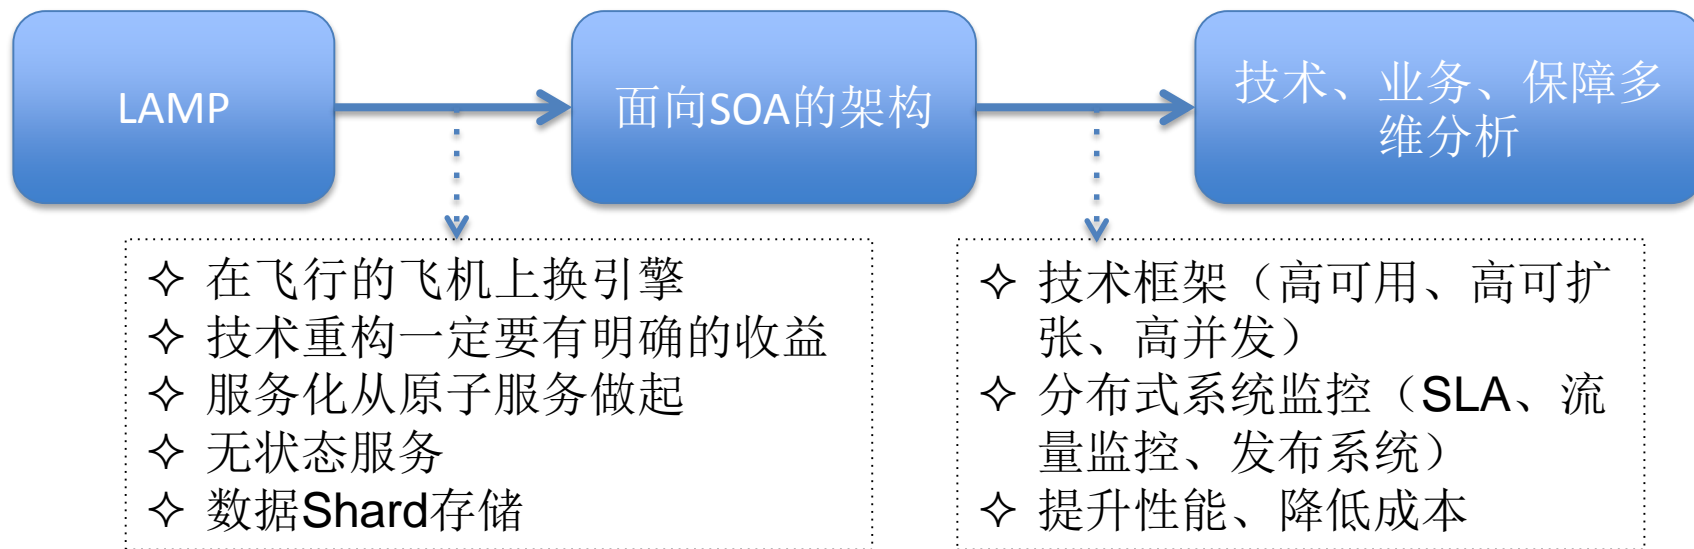 LAMP
面向SOA的架构
技术、业务、保障多
维分析
✧ 在飞行的飞机上换引擎
✧ 技术重构一定要有明确的收益
✧ 服务化从原子服务做起
✧ 无状态服务
✧ 数据Shard存储
✧ 技术框架（高可用、高可扩
张、高并发）
✧ 分布式系统监控（SLA、流
量监控、发布系统）
✧ 提升性能、降低成本